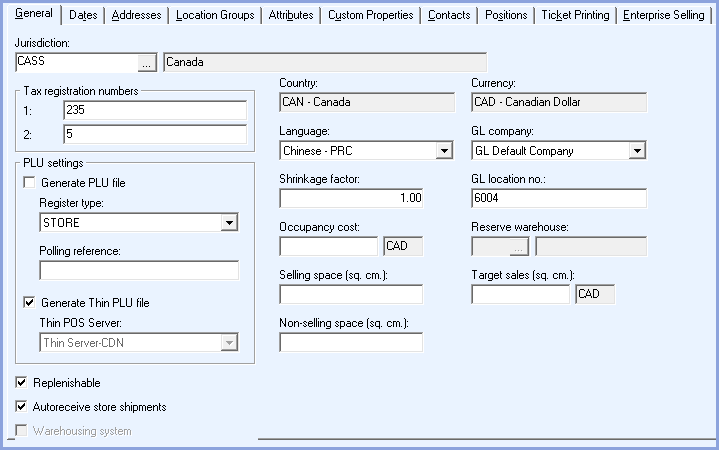 General Dates Addresses Location Groups Attributes Custom Properties Contacts Positions Ticket Printing Enterprise Selling
Jurisdiction:
CASS ... Canada
Tax registration numbers
1: 235
2: 5
Country: Currency:
CAN - Canada CAD - Canadian Dollar
Language: GL company:
Chinese - PRC GL Default Company
PLU settings
Generate PLU file
Register type:
STORE
Polling reference:
Generate Thin PLU file
Thin POS Server:
Thin Server-CDN
Shrinkage factor: GL location no.:
1.00 6004
Occupancy cost: Reserve warehouse:
CAD ...
Selling space (sq. cm.): Target sales (sq. cm.):
CAD
Non-selling space (sq. cm.):
Replenishable
Autoreceive store shipments
Warehousing system